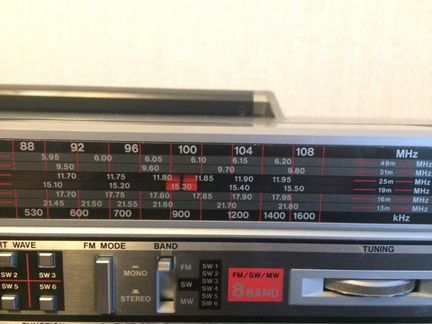 88 92 96 100 104 108 MHz
5.95 6.00 6.05 6.10 6.15 6.20 49m MHz
9.50 9.60 9.70 9.80 31m MHz
11.70 11.75 11.80 11.85 11.90 11.95 25m MHz
15.10 15.20 15.30 15.40 15.50 19m MHz
17.70 17.75 17.80 17.85 17.90 17.95 16m MHz
21.45 21.50 21.55 21.60 21.70 21.80 13m MHz
530 600 700 900 1200 1400 1600 kHz
RT WAVE FM MODE BAND TUNING
SW 2 SW 3
SW 5 SW 6
MONO
STEREO
FM
SW
MW
SW 1
SW 2
SW 3
SW 4
SW 5
SW 6
FM/SW/MW
8 BAND
FUNCTION